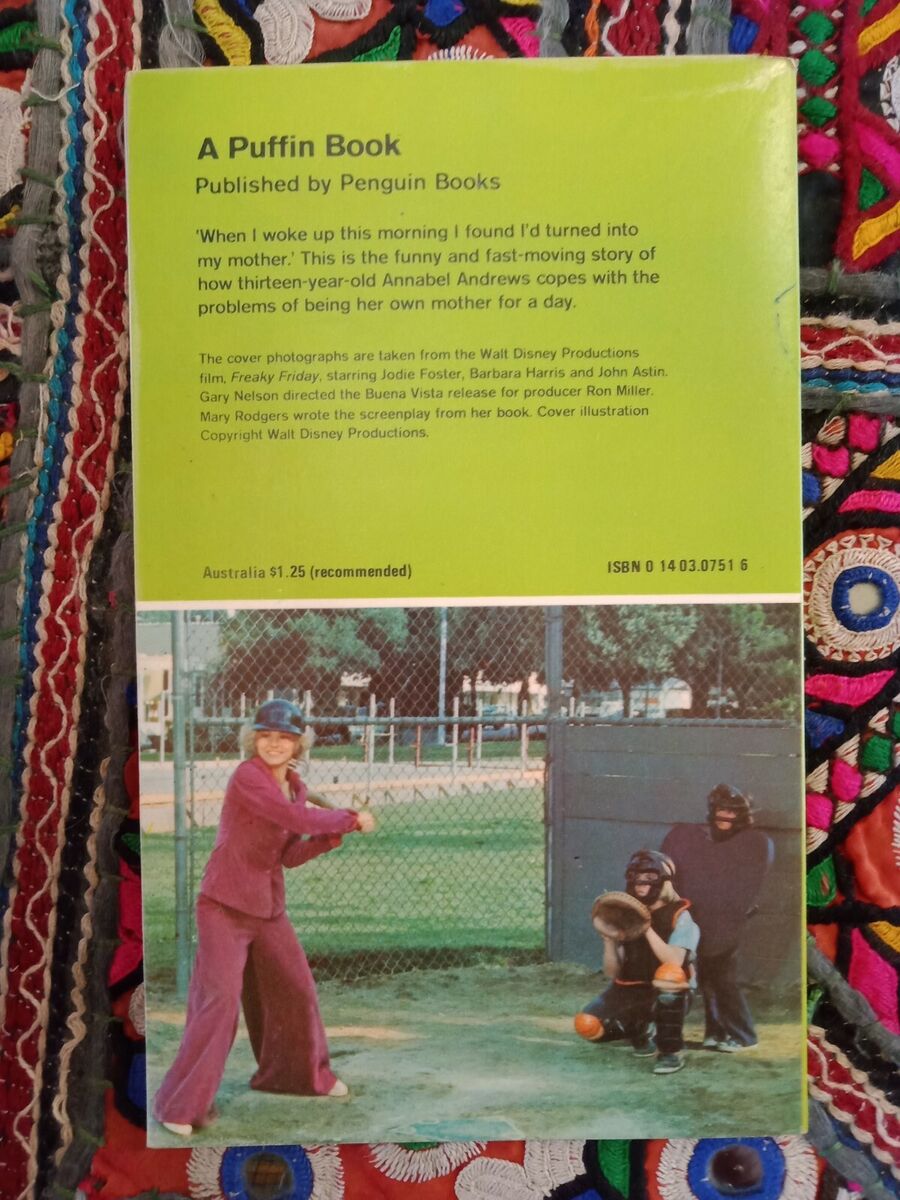 A Puffin Book
Published by Penguin Books
'When I woke up this morning I found I'd turned into
my mother.' This is the funny and fast-moving story of
how thirteen-year-old Annabel Andrews copes with the
problems of being her own mother for a day.
The cover photographs are taken from the Walt Disney Productions
film, Freaky Friday, starring Jodie Foster, Barbara Harris and John Astin.
Gary Nelson directed the Buena Vista release for producer Ron Miller.
Mary Rodgers wrote the screenplay from her book. Cover illustration
Copyright Walt Disney Productions.
Australia $1.25 (recommended)
ISBN 0 14 03.0751 6